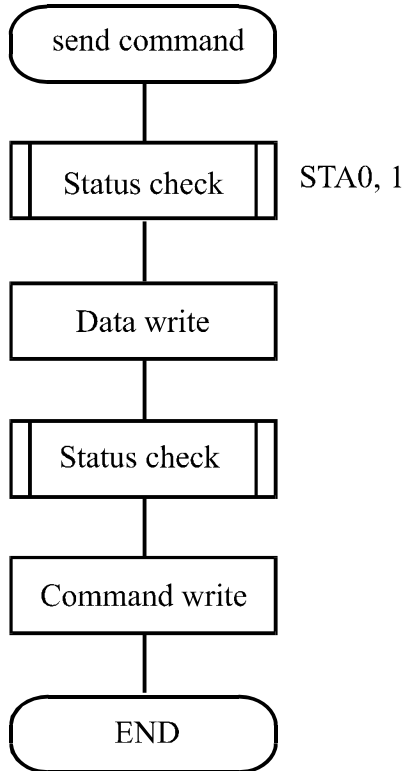 send command
Status check
STA0, 1
Data write
Status check
Command write
END